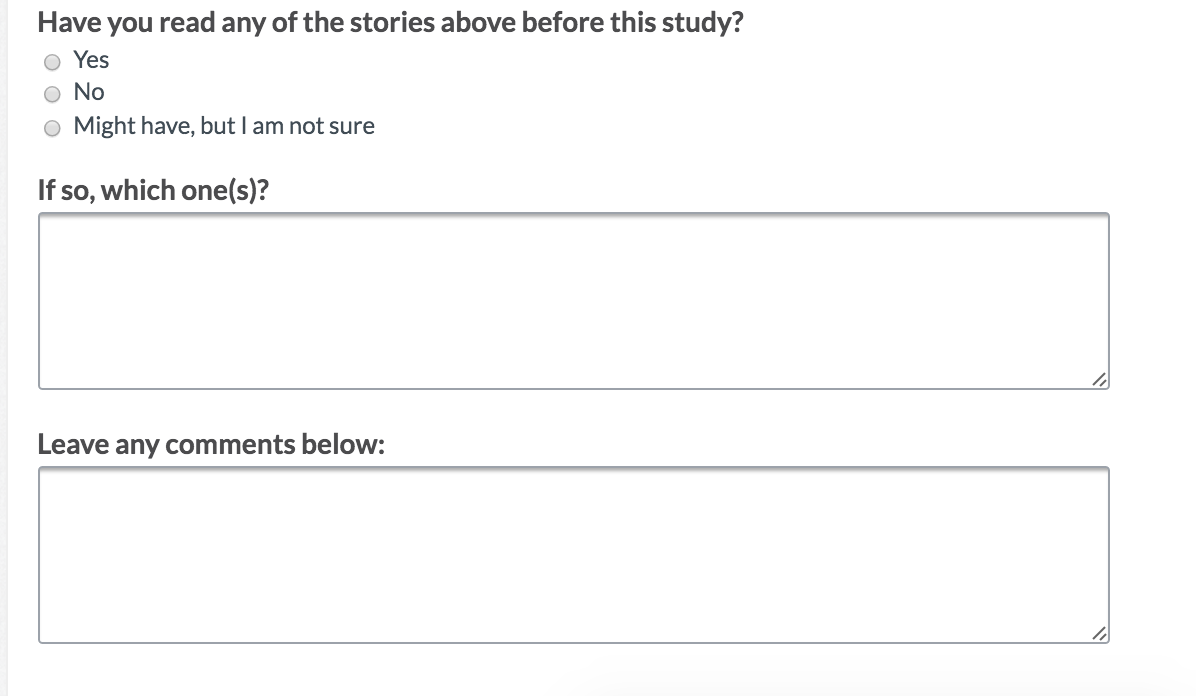 Have you read any of the stories above before this study?
Yes
No
Might have, but I am not sure
If so, which one(s)?
Leave any comments below: